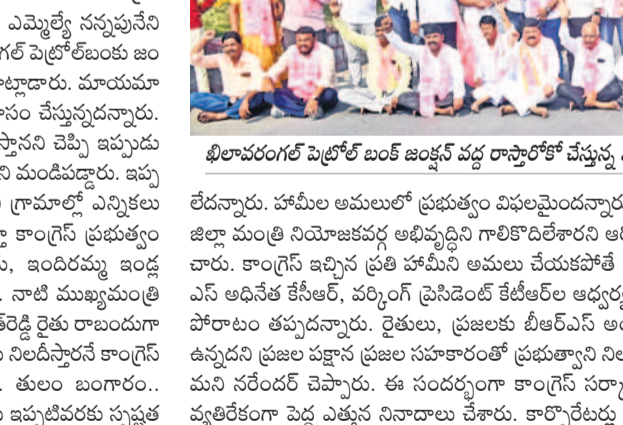 ఎమ్మెల్యే నన్నపునేని
పెట్రోల్‌బంకు జం
మాయమా
చేస్తున్నదన్నారు.
చెప్పి ఇప్పుడు
మండిపడ్డారు. ఇప్ప
గ్రామాల్లో ఎన్నికలు
కాంగ్రెస్ ప్రభుత్వం
ఇందిరమ్మ ఇండ్ల
నాటి ముఖ్యమంత్రి
రైతు రాబందుగా
నిలదీస్తారనే కాంగ్రెస్
తులం బంగారం..
ఇప్పటివరకు స్పష్టత
ఖిలావరంగల్ పెట్రోల్ బంక్ జంక్షన్ వద్ద రాస్తారోకో చేస్తున్న
లేదన్నారు. హామీల అమలులో ప్రభుత్వం విఫలమైందన్నారు
జిల్లా మంత్రి నియోజకవర్గ అభివృద్ధిని గాలికొదిలేశారని ఆ
చారు. కాంగ్రెస్ ఇచ్చిన ప్రతి హామీని అమలు చేయకపోతే
ఎస్ అధినేత కేసీఆర్, వర్కింగ్ ప్రెసిడెంట్ కేటీఆర్‌ల ఆధ్వర్య
పోరాటం తప్పదన్నారు. రైతులు, ప్రజలకు బీఆర్ఎస్ అం
ఉన్నదని ప్రజల పక్షాన ప్రజల సహకారంతో ప్రభుత్వాని నిల
మని నరేందర్ చెప్పారు. ఈ సందర్భంగా కాంగ్రెస్ సర్కా
వ్యతిరేకంగా పెద్ద ఎత్తున నినాదాలు చేశారు. కార్పొరేటర్లు